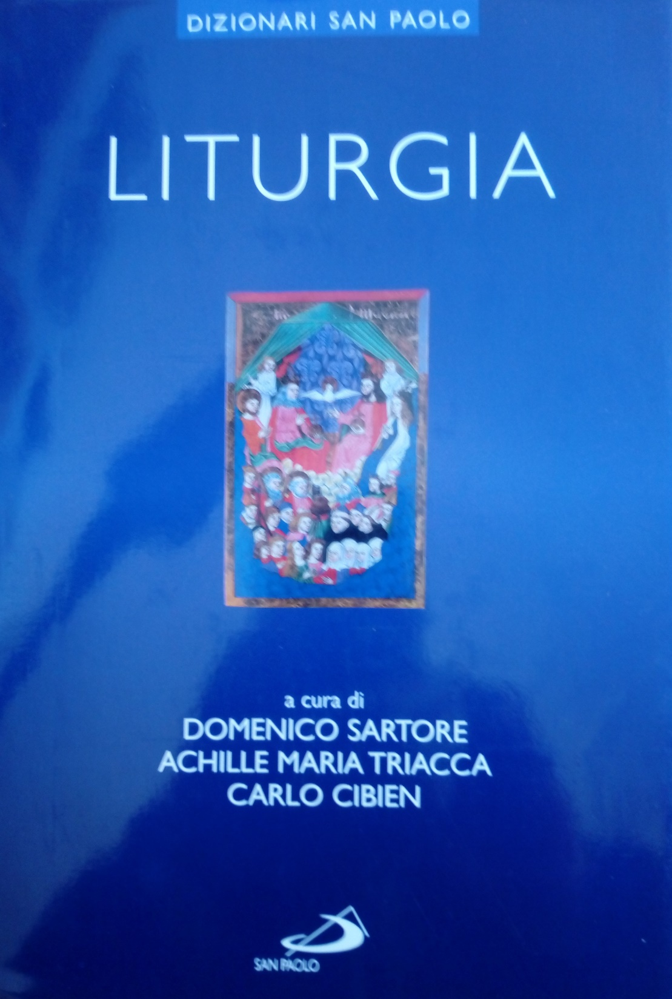 DIZIONARI SAN PAOLO
LITURGIA
a cura di
DOMENICO SARTORE
ACHILLE MARIA TRIACCA
CARLO CIBIEN
SAN PAOLO